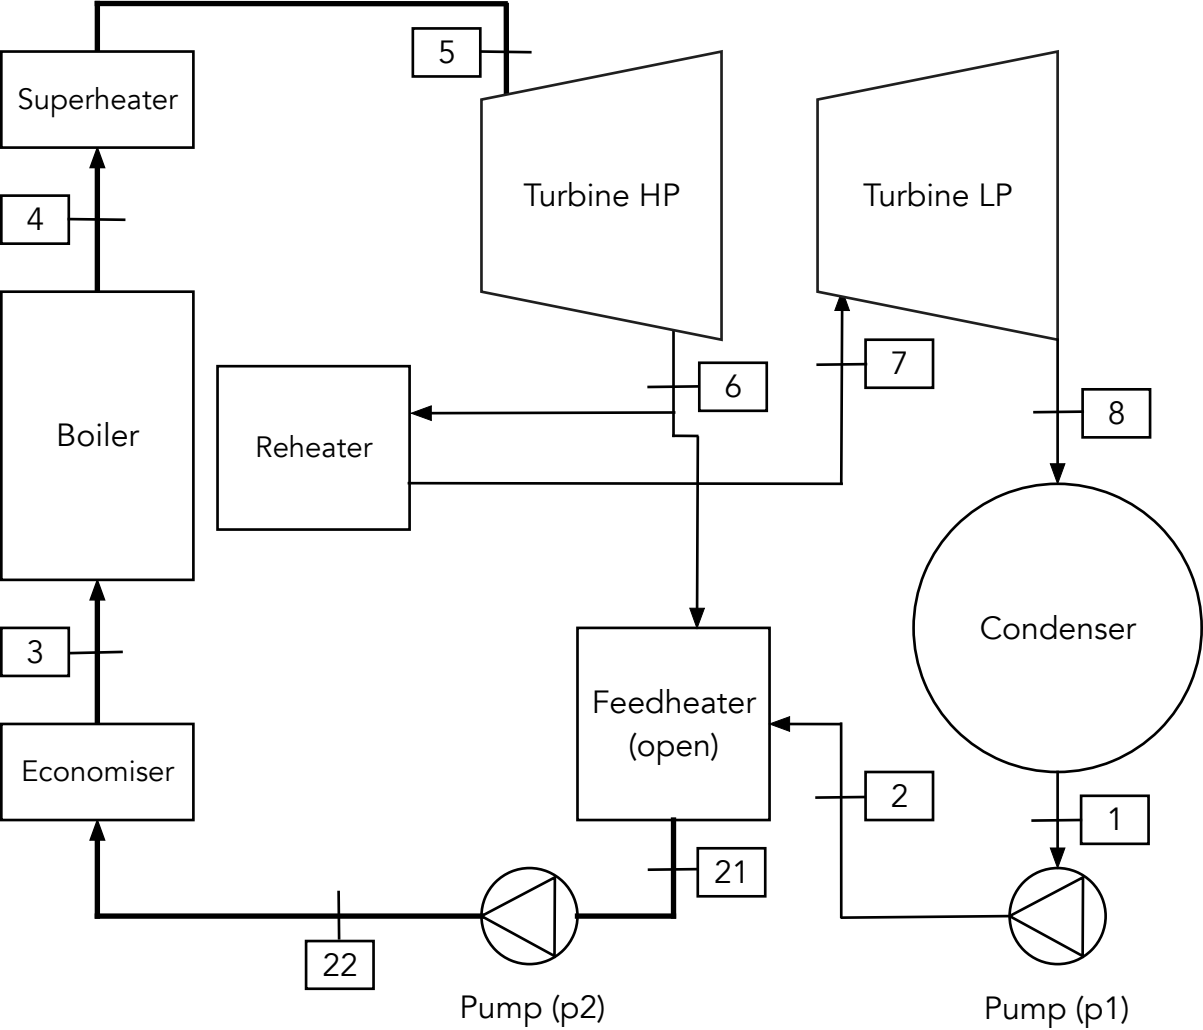 5
Superheater
Turbine HP
Turbine LP
4
7
6
8
Boiler
Reheater
Condenser
3
Feedheater
(open)
Economiser
2
1
21
22
Pump (p2)
Pump (p1)